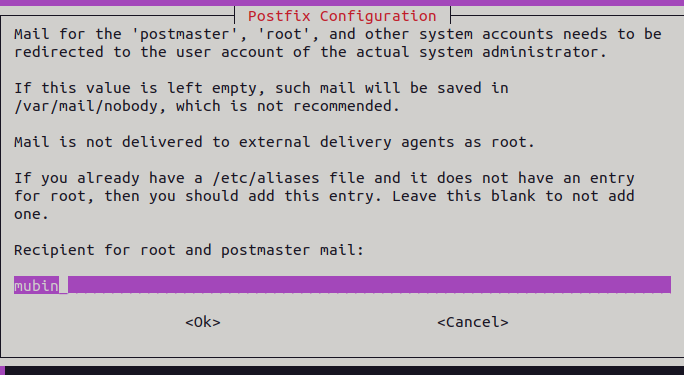 Postfix Configuration
Mail for the 'postmaster', 'root', and other system accounts needs to be
redirected to the user account of the actual system administrator.
If this value is left empty, such mail will be saved in
/var/mail/nobody, which is not recommended.
Mail is not delivered to external delivery agents as root.
If you already have a /etc/aliases file and it does not have an entry
for root, then you should add this entry. Leave this blank to not add
one.
Recipient for root and postmaster mail:
mubin_
<Ok> <Cancel>